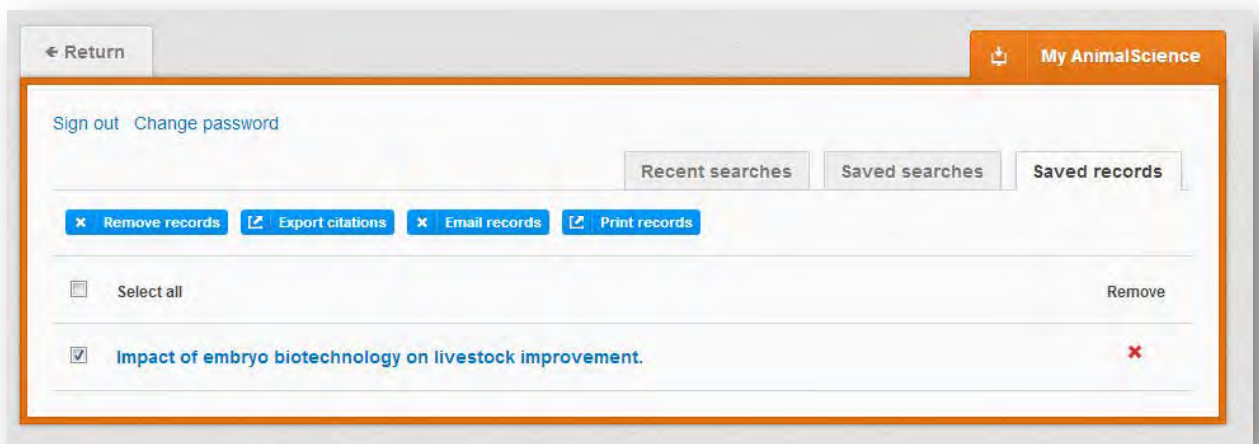 Return
My AnimalScience
Sign out Change password
Recent searches Saved searches Saved records
Remove records Export citations Email records Print records
Select all Remove
Impact of embryo biotechnology on livestock improvement.